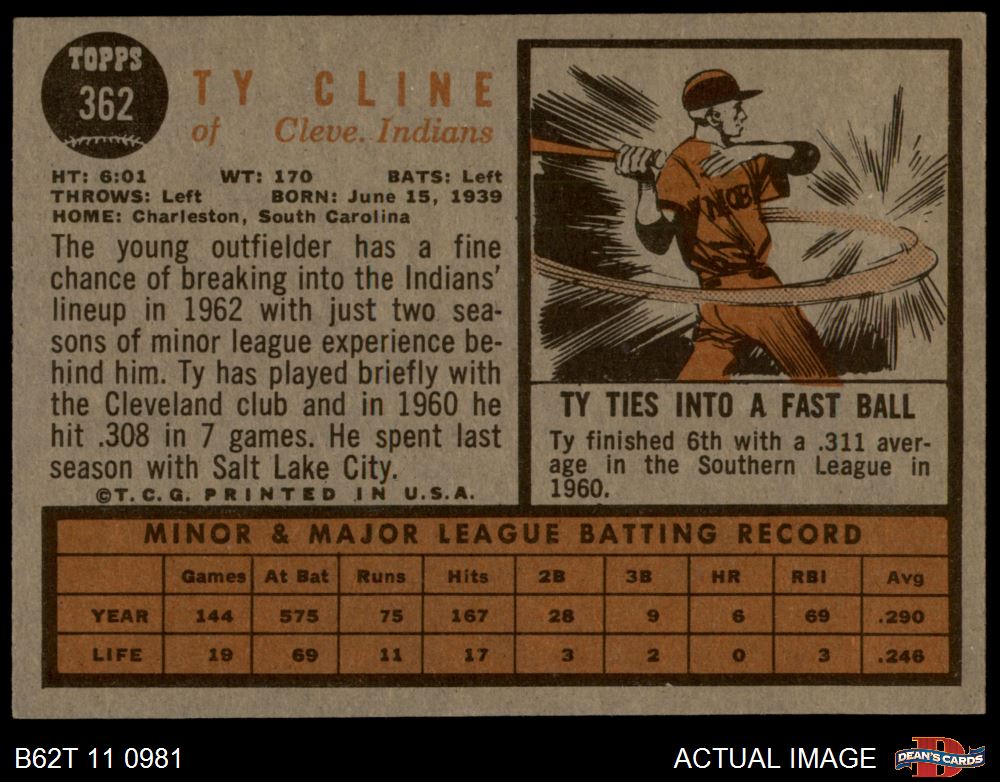 TOPPS
362
TY CLINE
of Cleve. Indians
HT: 6:01 WT: 170 BATS: Left
THROWS: Left BORN: June 15, 1939
HOME: Charleston, South Carolina
The young outfielder has a fine
chance of breaking into the Indians'
lineup in 1962 with just two sea-
sons of minor league experience be-
hind him. Ty has played briefly with
the Cleveland club and in 1960 he
hit .308 in 7 games. He spent last
season with Salt Lake City.
©T.C.G. PRINTED IN U.S.A.
TY TIES INTO A FAST BALL
Ty finished 6th with a .311 aver-
age in the Southern League in
1960.
MINOR & MAJOR LEAGUE BATTING RECORD
Games At Bat Runs Hits 2B 3B HR RBI Avg
YEAR 144 575 75 167 28 9 6 69 .290
LIFE 19 69 11 17 3 2 0 3 .246
B62T 11 0981
ACTUAL IMAGE
D
DEAN'S CARDS